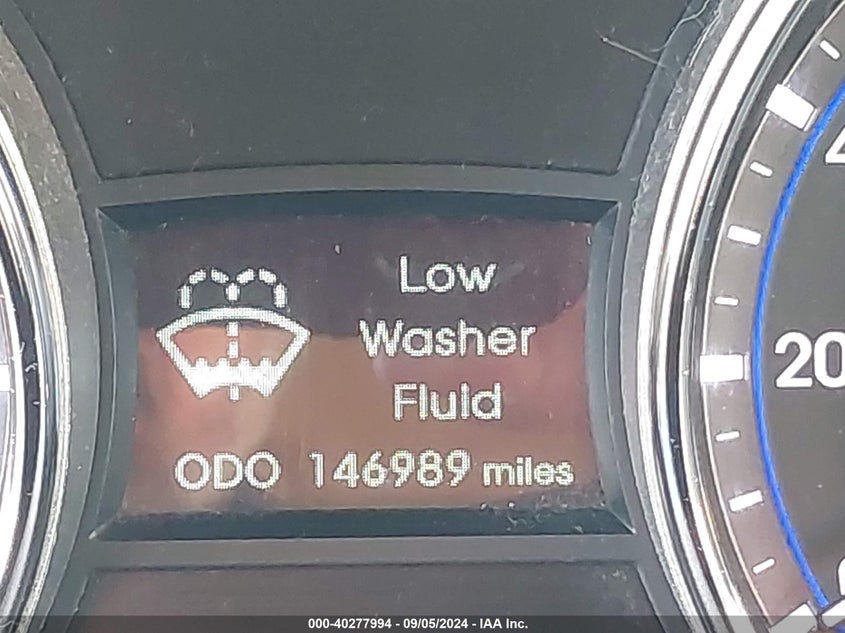 Low
Washer
Fluid
ODO 146989 miles
20
000-40277994 - 09/05/2024 - IAA Inc.